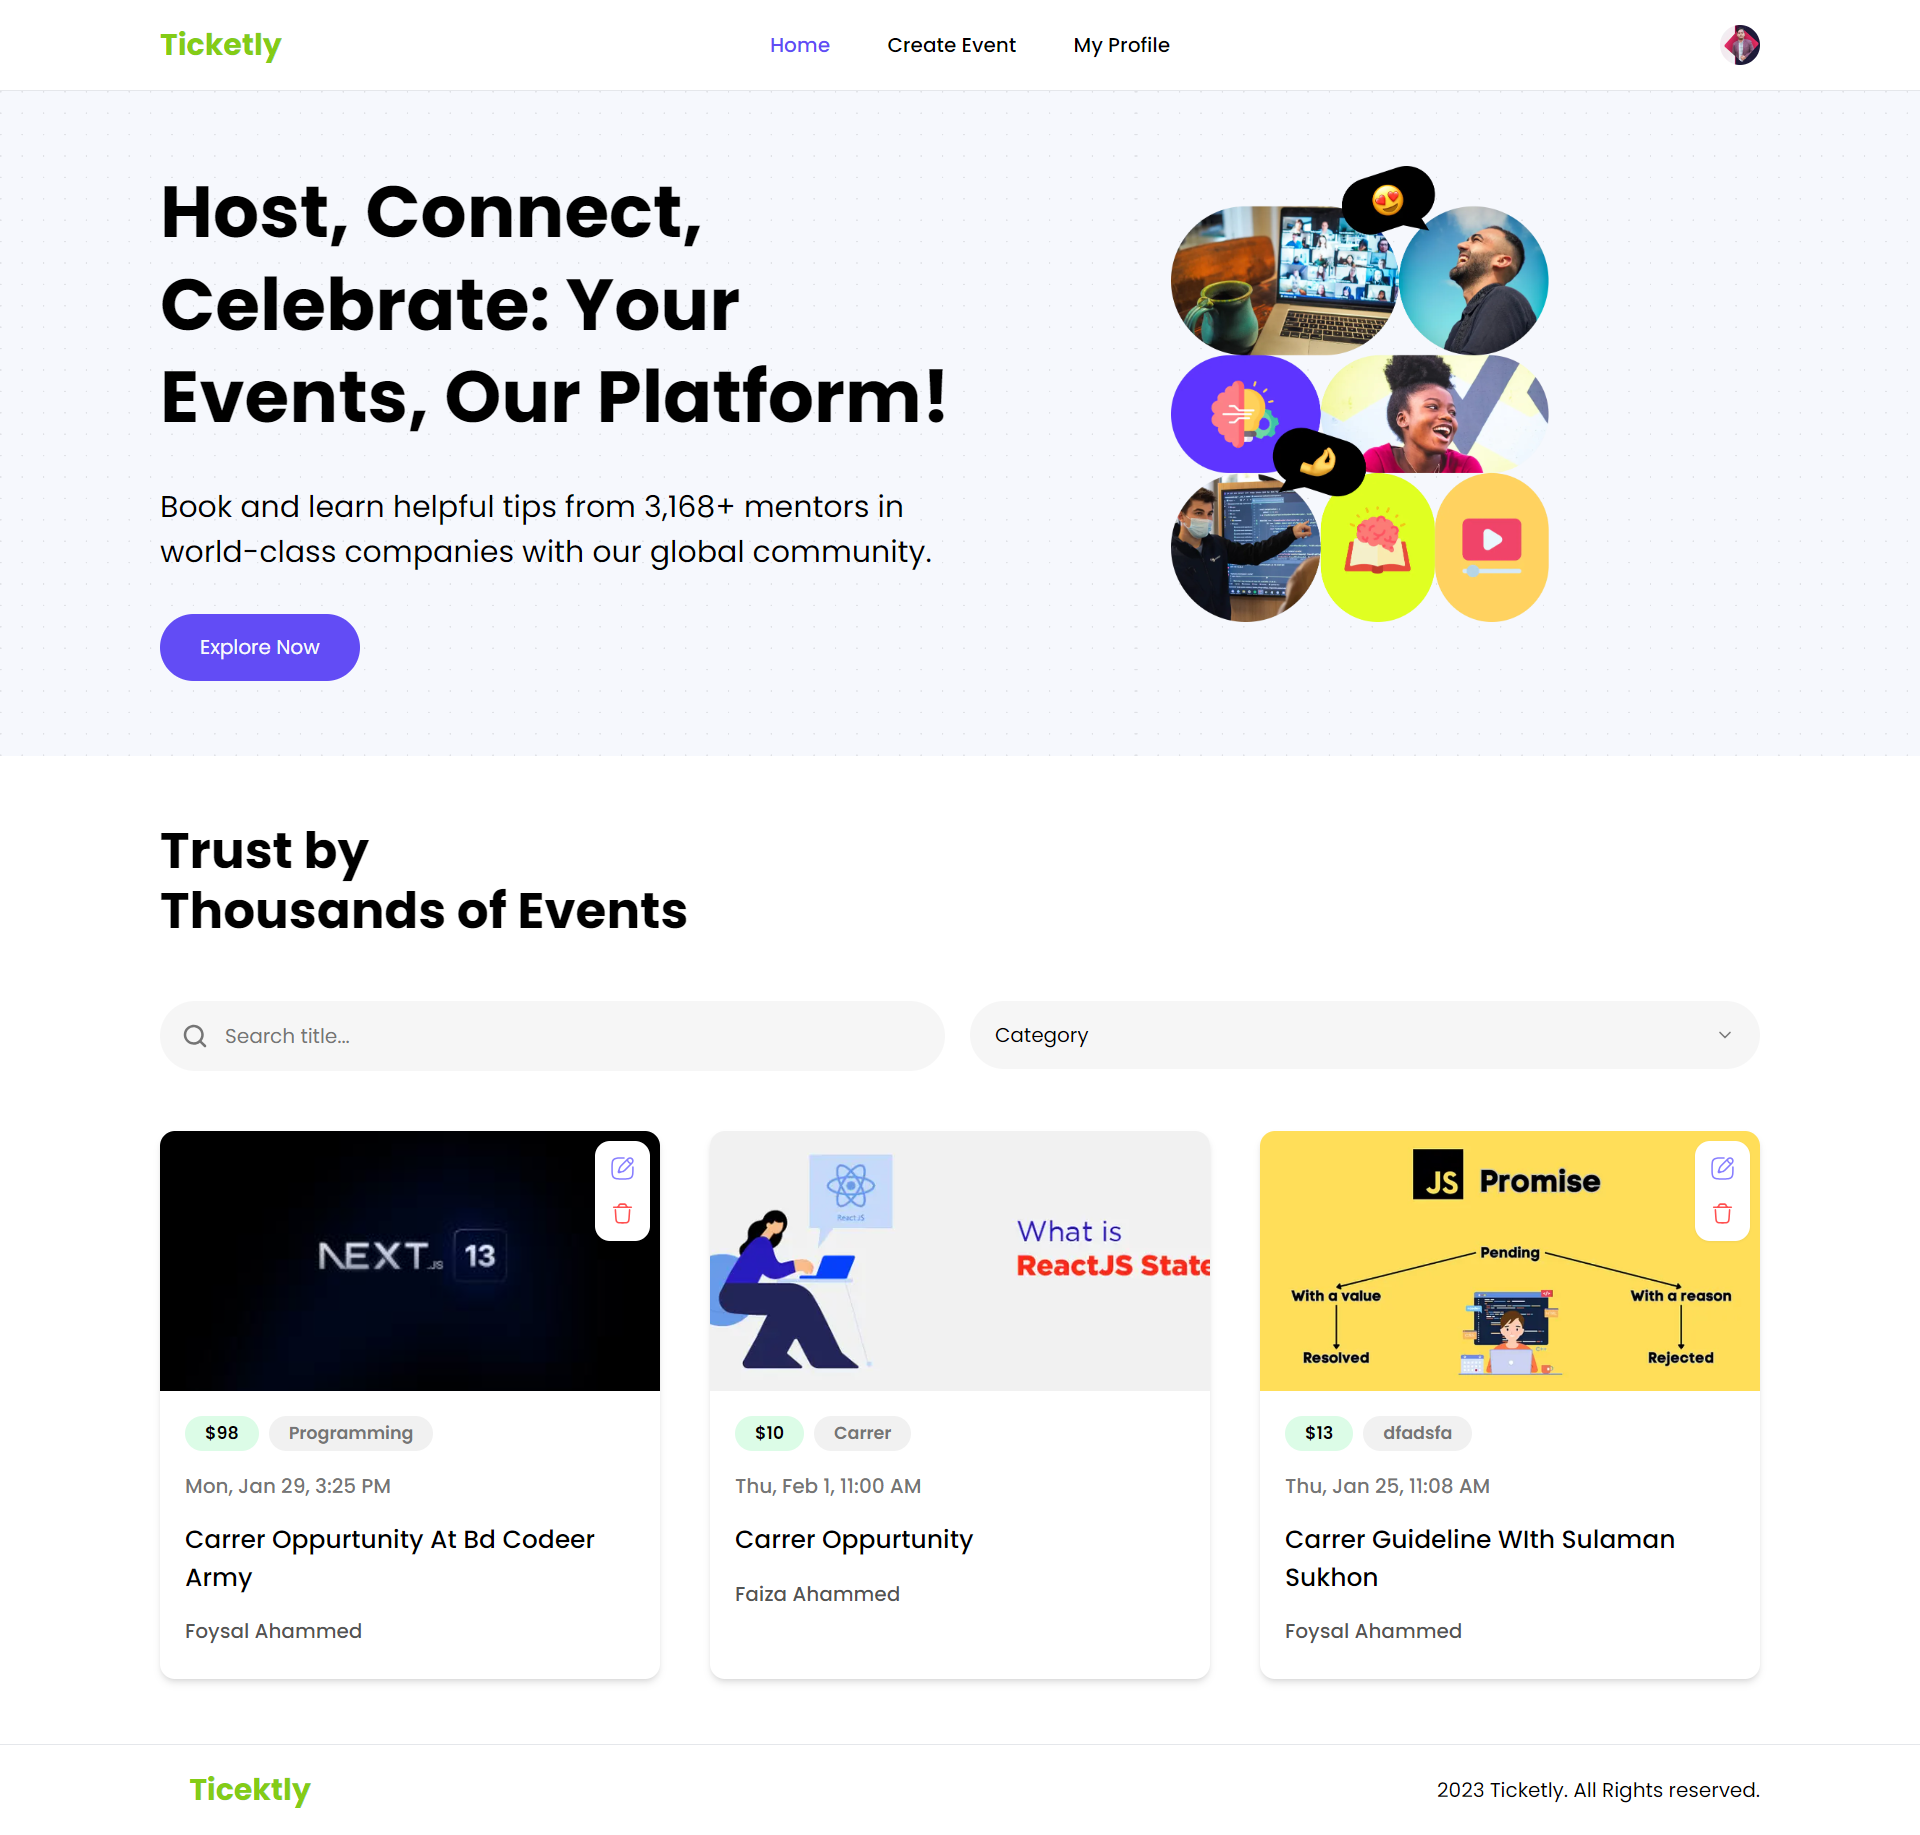 Ticketly
Home
Create Event
My Profile
Host, Connect,
Celebrate: Your
Events, Our Platform!
Book and learn helpful tips from 3,168+ mentors in
world-class companies with our global community.
Explore Now
Trust by
Thousands of Events
Search title...
Category
NEXT.JS 13
React JS
What is
ReactJS State
JS Promise
Pending
With a value
With a reason
Resolved
Rejected
$98
Programming
Mon, Jan 29, 3:25 PM
Carrer Oppurtunity At Bd Codeer
Army
Foysal Ahammed
$10
Carrer
Thu, Feb 1, 11:00 AM
Carrer Oppurtunity
Faiza Ahammed
$13
dfadsfa
Thu, Jan 25, 11:08 AM
Carrer Guideline WIth Sulaman
Sukhon
Foysal Ahammed
Ticektly
2023 Ticketly. All Rights reserved.